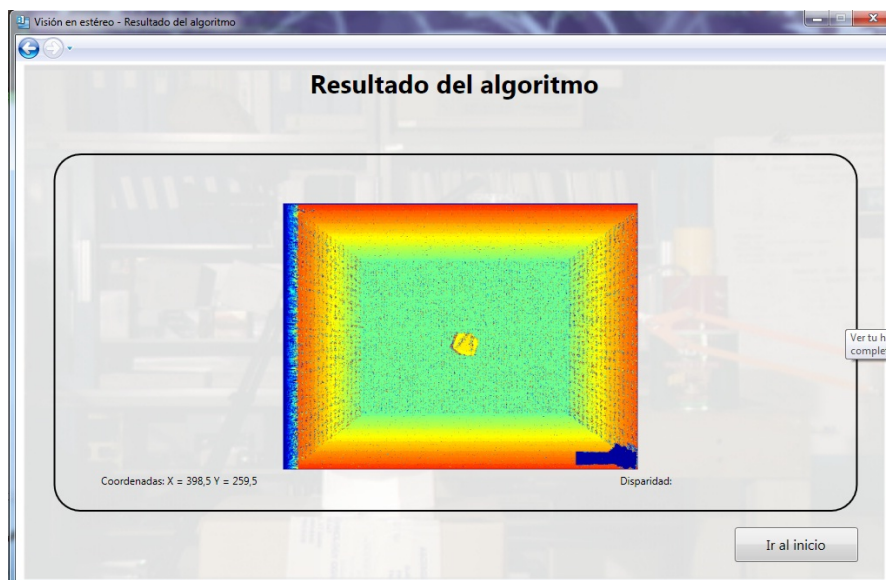 Visión en estéreo - Resultado del algoritmo
Resultado del algoritmo
Ver tu h
complet
Coordenadas: X = 398,5 Y = 259,5
Disparidad:
Ir al inicio